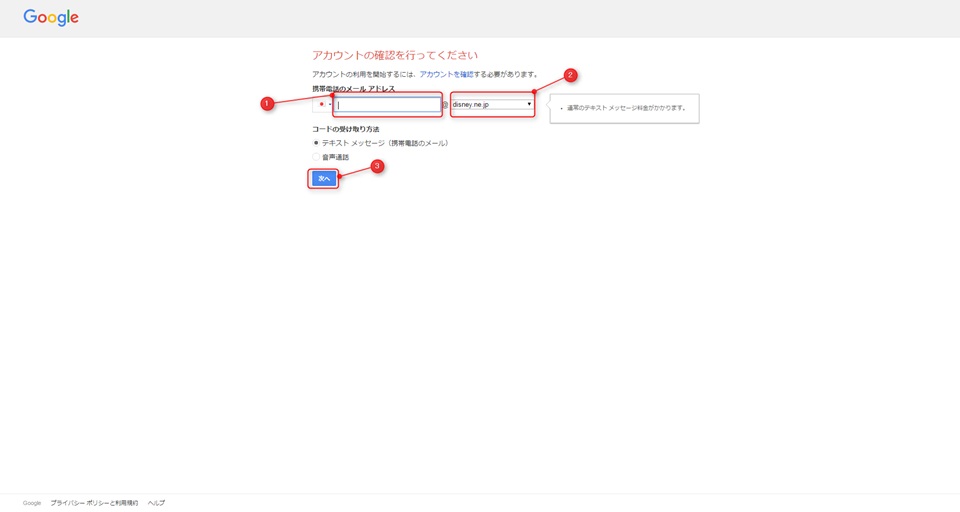 Google
アカウントの確認を行ってください
アカウントの利用を開始するには、アカウントを確認する必要があります。
2
携帯電話のメール アドレス
1
@ disney.ne.jp
通常のテキスト メッセージ料金がかかります。
コードの受け取り方法
テキスト メッセージ（携帯電話のメール）
音声通話
3
次へ
Google プライバシー ポリシーと利用規約 ヘルプ